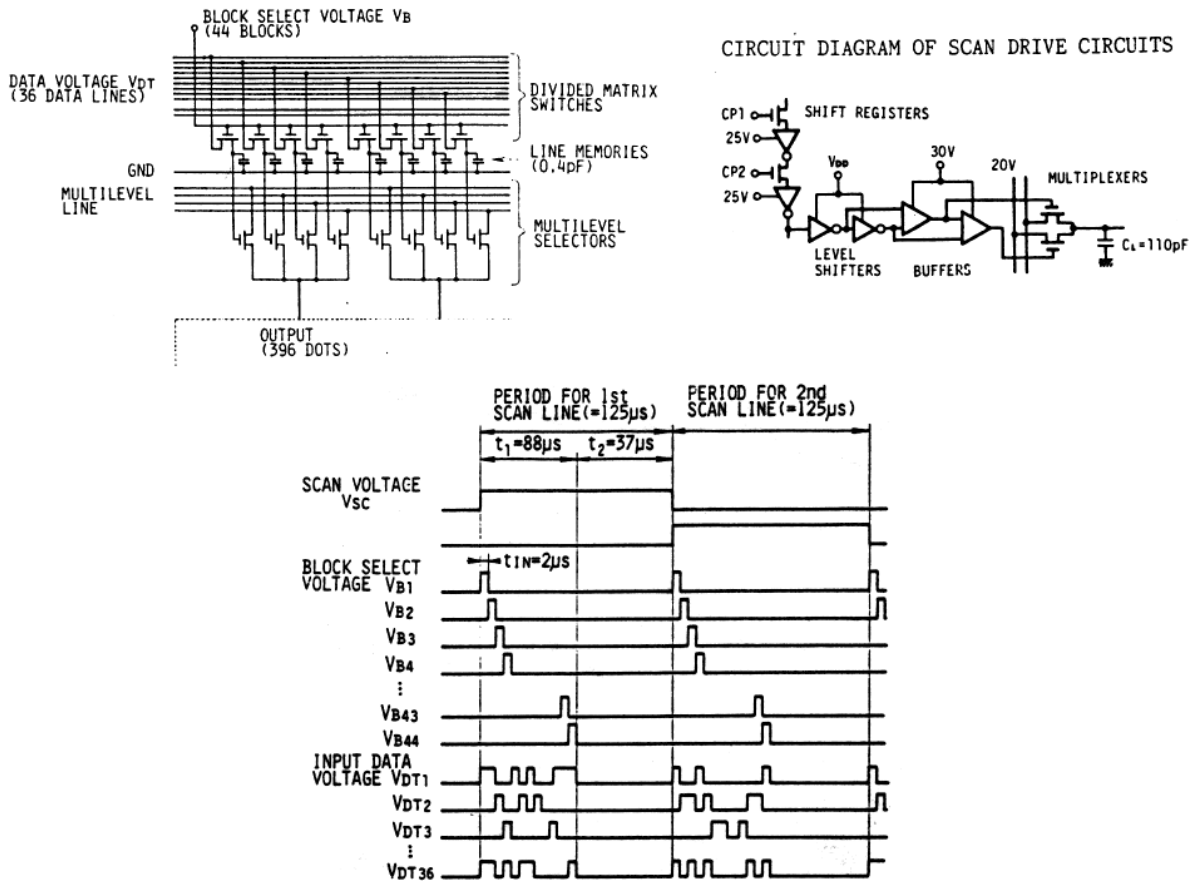 BLOCK SELECT VOLTAGE VB
(44 BLOCKS)
DATA VOLTAGE VDT
(36 DATA LINES)
DIVIDED MATRIX
SWITCHES
LINE MEMORIES
(0.4pF)
GND
MULTILEVEL
LINE
MULTILEVEL
SELECTORS
OUTPUT
(396 DOTS)
CIRCUIT DIAGRAM OF SCAN DRIVE CIRCUITS
CP1
SHIFT REGISTERS
25V
CP2
25V
VDD
30V
20V
MULTIPLEXERS
LEVEL
SHIFTERS
BUFFERS
CL=110pF
PERIOD FOR 1st
SCAN LINE(=125μs)
PERIOD FOR 2nd
SCAN LINE(=125μs)
t1=88μs
t2=37μs
SCAN VOLTAGE
VSC
tIN=2μs
BLOCK SELECT
VOLTAGE VB1
VB2
VB3
VB4
⋮
VB43
VB44
INPUT DATA
VOLTAGE VDT1
VDT2
VDT3
⋮
VDT36